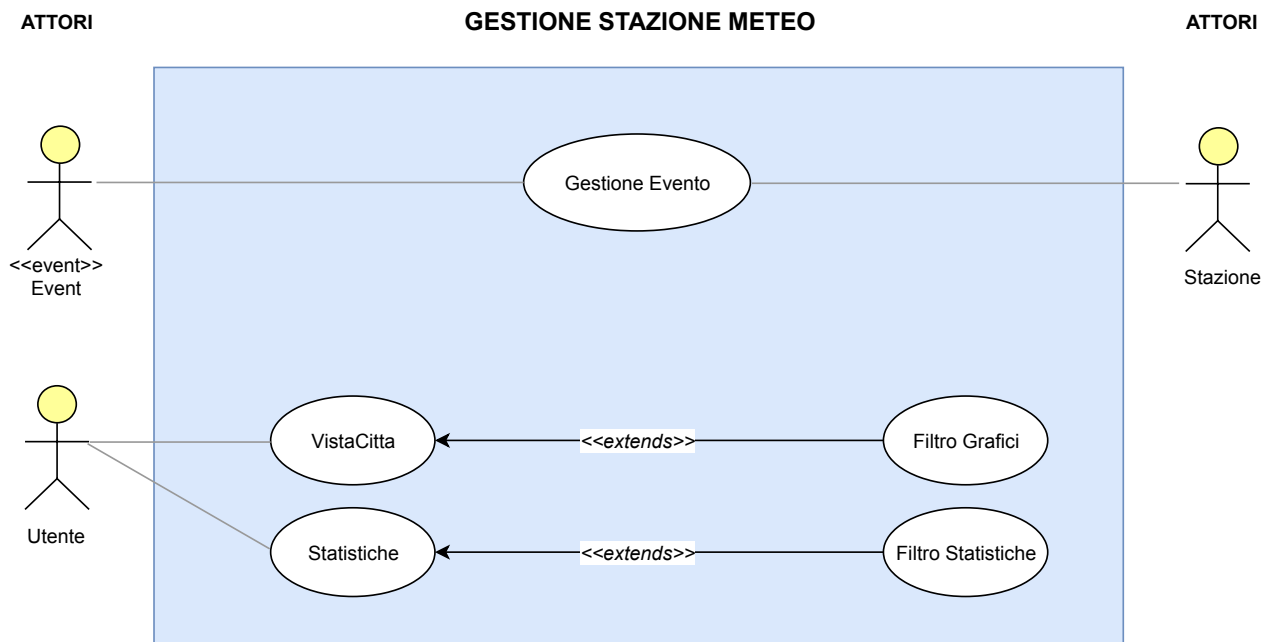 ATTORI
GESTIONE STAZIONE METEO
ATTORI
Gestione Evento
<<event>>
Event
Stazione
VistaCitta
<<extends>>
Filtro Grafici
Utente
Statistiche
<<extends>>
Filtro Statistiche